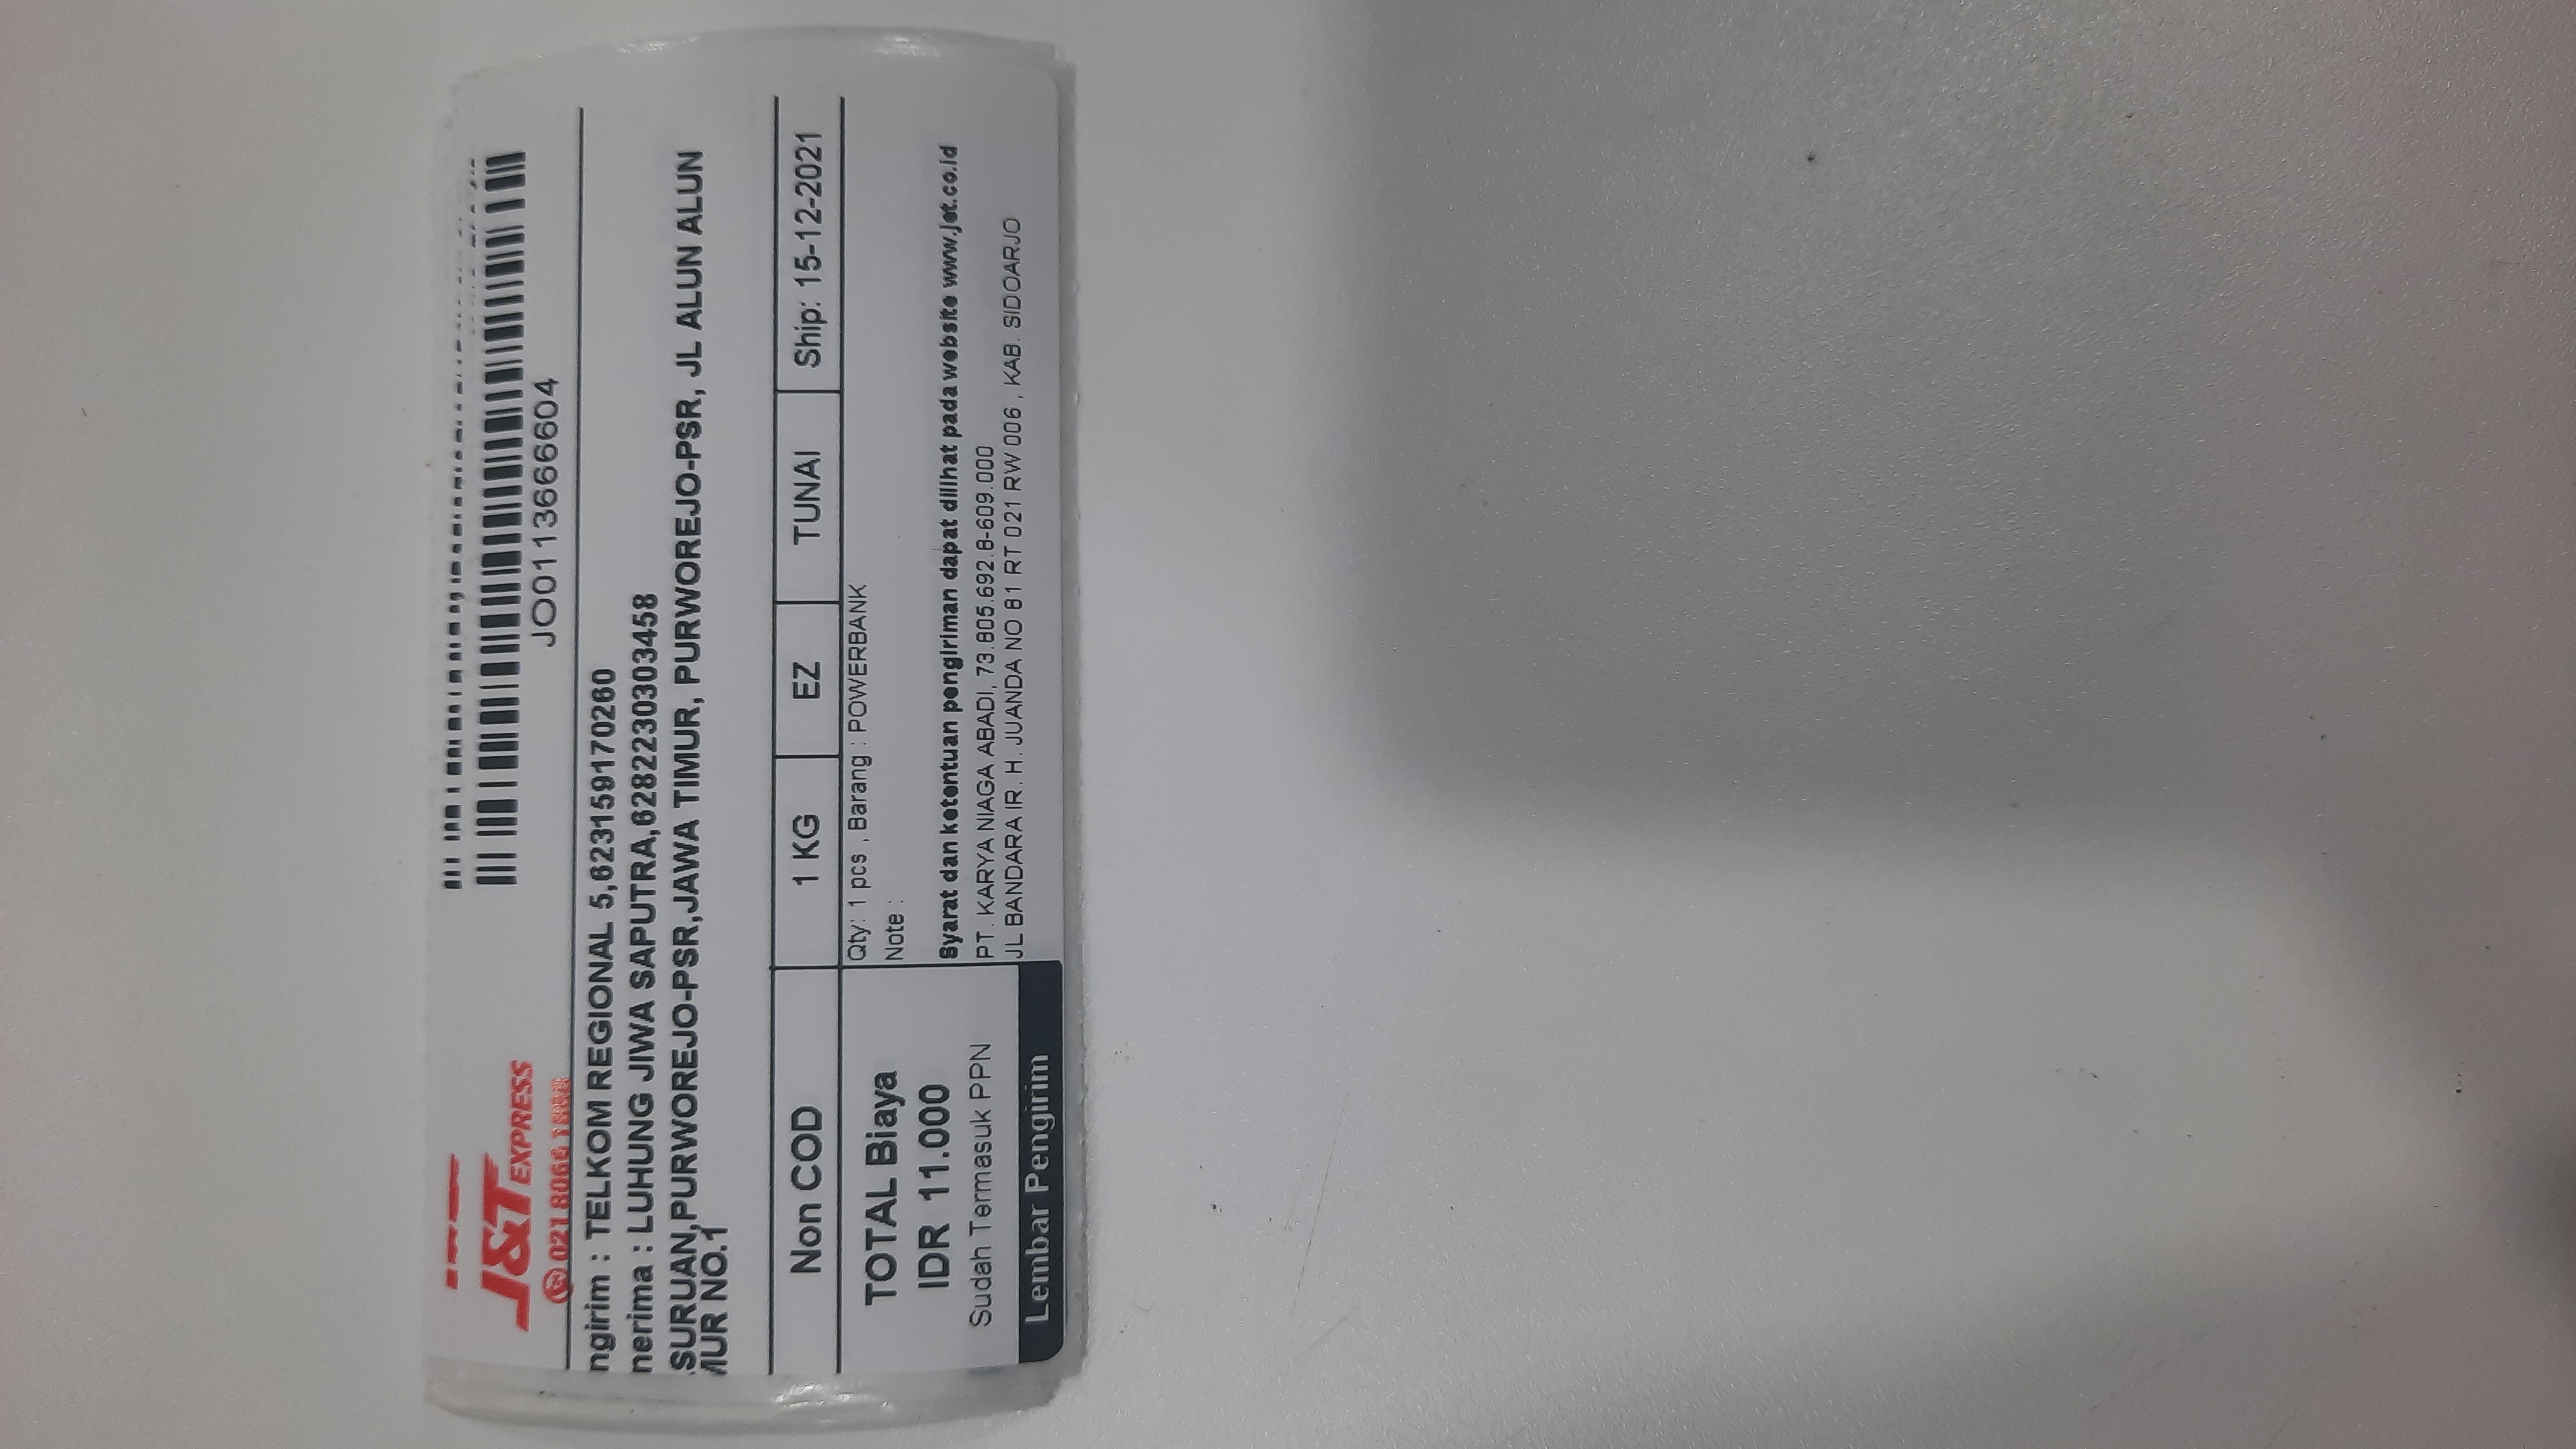 J&T EXPRESS
021 8066 1888
JO0113666604
ngirim : TELKOM REGIONAL 5,623159170260
nerima : LUHUNG JIWA SAPUTRA,6282230303458
SURUAN,PURWOREJO-PSR,JAWA TIMUR, PURWOREJO-PSR, JL ALUN ALUN
MUR NO.1
Non COD 1 KG EZ TUNAI Ship: 15-12-2021
TOTAL Biaya
IDR 11.000
Sudah Termasuk PPN
Lembar Pengirim
Qty: 1 pcs , Barang : POWERBANK
Note :
Syarat dan ketentuan pengiriman dapat dilihat pada website www.jet.co.id
PT. KARYA NIAGA ABADI, 73.805.692.8-609.000
JL BANDARA IR. H. JUANDA NO 81 RT 021 RW 006 , KAB. SIDOARJO